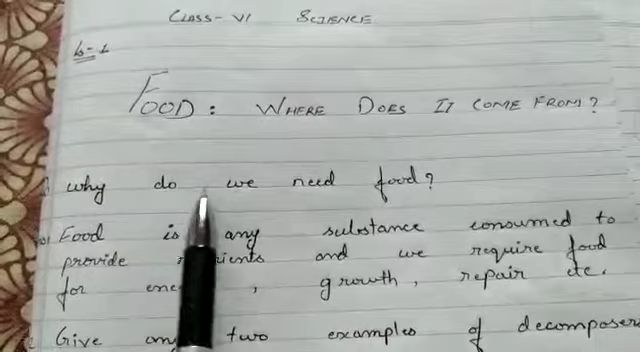 CLASS- VI SCIENCE
L-1
FOOD: WHERE DOES IT COME FROM?
why do we need food?
Food is any substance consumed to
provide and we require food
for , growth, repair etc.
Give any two examples of